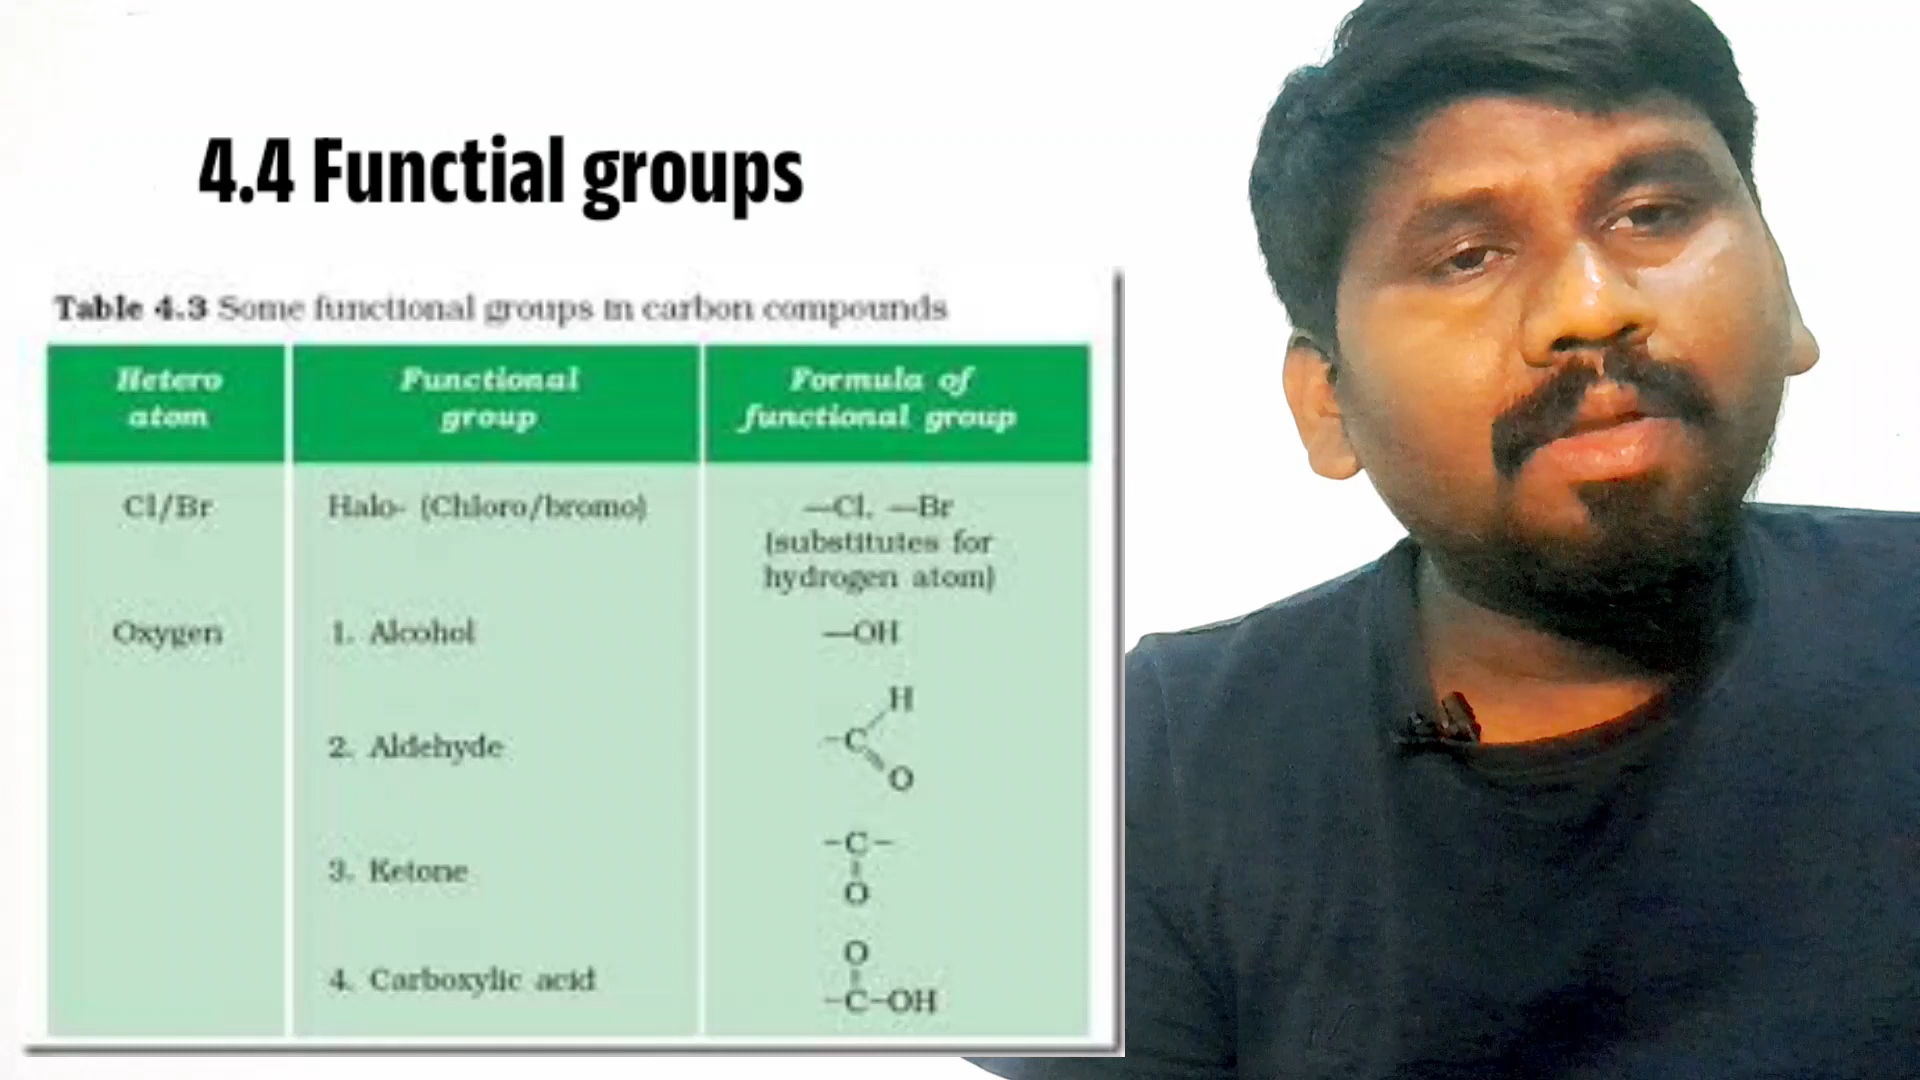 4.4 Functial groups
Table 4.3 Some functional groups in carbon compounds
Hetero atom
Functional group
Formula of functional group
Cl/Br
Halo- (Chloro/bromo)
—Cl, —Br
(substitutes for
hydrogen atom)
Oxygen
1. Alcohol
—OH
2. Aldehyde
H
-C
O
3. Ketone
-C-
O
4. Carboxylic acid
O
-C-OH